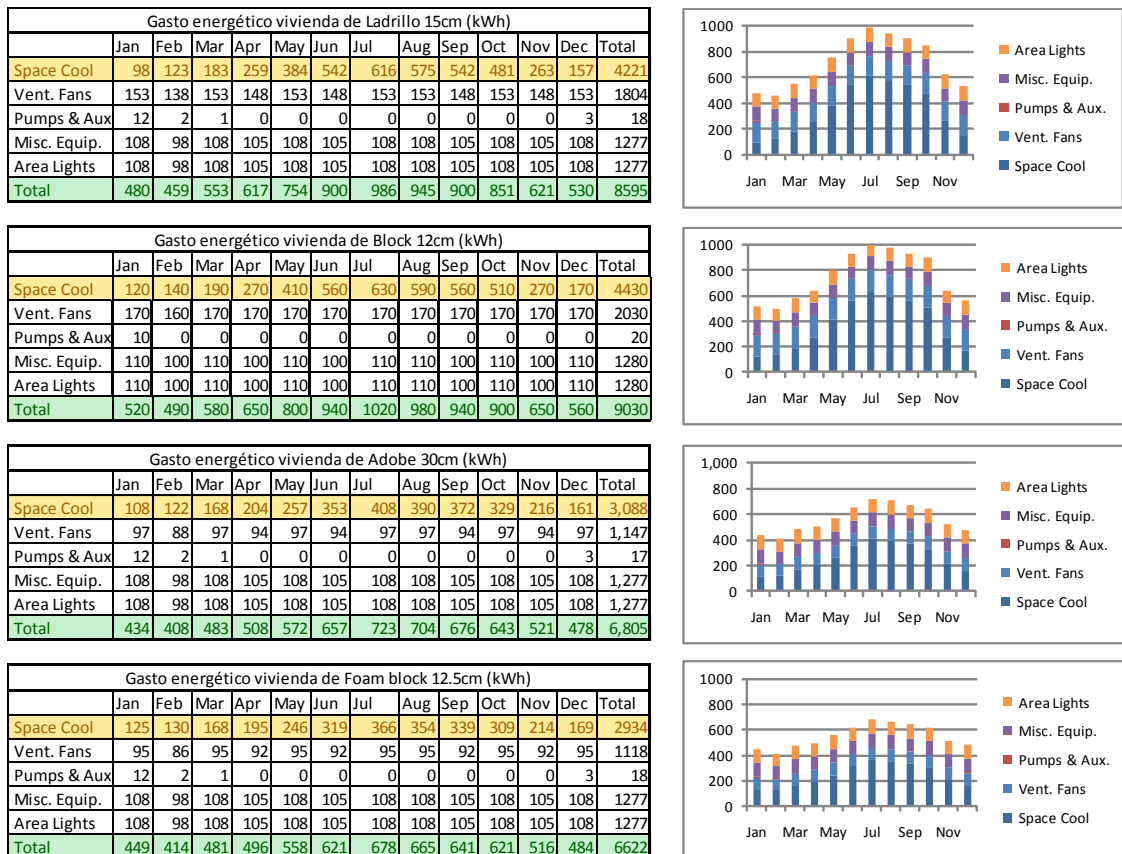 Gasto energético vivienda de Ladrillo 15cm (kWh)
Jan Feb Mar Apr May Jun Jul Aug Sep Oct Nov Dec Total
Space Cool 98 123 183 259 384 542 616 575 542 481 263 157 4221
Vent. Fans 153 138 153 148 153 148 153 153 148 153 148 153 1804
Pumps & Aux 12 2 1 0 0 0 0 0 0 0 0 3 18
Misc. Equip. 108 98 108 105 108 105 108 108 105 108 105 108 1277
Area Lights 108 98 108 105 108 105 108 108 105 108 105 108 1277
Total 480 459 553 617 754 900 986 945 900 851 621 530 8595
1000
800
600
400
200
0
Jan Mar May Jul Sep Nov
Area Lights
Misc. Equip.
Pumps & Aux.
Vent. Fans
Space Cool
Gasto energético vivienda de Block 12cm (kWh)
Jan Feb Mar Apr May Jun Jul Aug Sep Oct Nov Dec Total
Space Cool 120 140 190 270 410 560 630 590 560 510 270 170 4430
Vent. Fans 170 160 170 170 170 170 170 170 170 170 170 170 2030
Pumps & Aux 10 0 0 0 0 0 0 0 0 0 0 0 20
Misc. Equip. 110 100 110 100 110 100 110 110 100 110 100 110 1280
Area Lights 110 100 110 100 110 100 110 110 100 110 100 110 1280
Total 520 490 580 650 800 940 1020 980 940 900 650 560 9030
1000
800
600
400
200
0
Jan Mar May Jul Sep Nov
Area Lights
Misc. Equip.
Pumps & Aux.
Vent. Fans
Space Cool
Gasto energético vivienda de Adobe 30cm (kWh)
Jan Feb Mar Apr May Jun Jul Aug Sep Oct Nov Dec Total
Space Cool 108 122 168 204 257 353 408 390 372 329 216 161 3,088
Vent. Fans 97 88 97 94 97 94 97 97 94 97 94 97 1,147
Pumps & Aux 12 2 1 0 0 0 0 0 0 0 0 3 17
Misc. Equip. 108 98 108 105 108 105 108 108 105 108 105 108 1,277
Area Lights 108 98 108 105 108 105 108 108 105 108 105 108 1,277
Total 434 408 483 508 572 657 723 704 676 643 521 478 6,805
1,000
800
600
400
200
0
Jan Mar May Jul Sep Nov
Area Lights
Misc. Equip.
Pumps & Aux.
Vent. Fans
Space Cool
Gasto energético vivienda de Foam block 12.5cm (kWh)
Jan Feb Mar Apr May Jun Jul Aug Sep Oct Nov Dec Total
Space Cool 125 130 168 195 246 319 366 354 339 309 214 169 2934
Vent. Fans 95 86 95 92 95 92 95 95 92 95 92 95 1118
Pumps & Aux 12 2 1 0 0 0 0 0 0 0 0 3 18
Misc. Equip. 108 98 108 105 108 105 108 108 105 108 105 108 1277
Area Lights 108 98 108 105 108 105 108 108 105 108 105 108 1277
Total 449 414 481 496 558 621 678 665 641 621 516 484 6622
1000
800
600
400
200
0
Jan Mar May Jul Sep Nov
Area Lights
Misc. Equip.
Pumps & Aux.
Vent. Fans
Space Cool